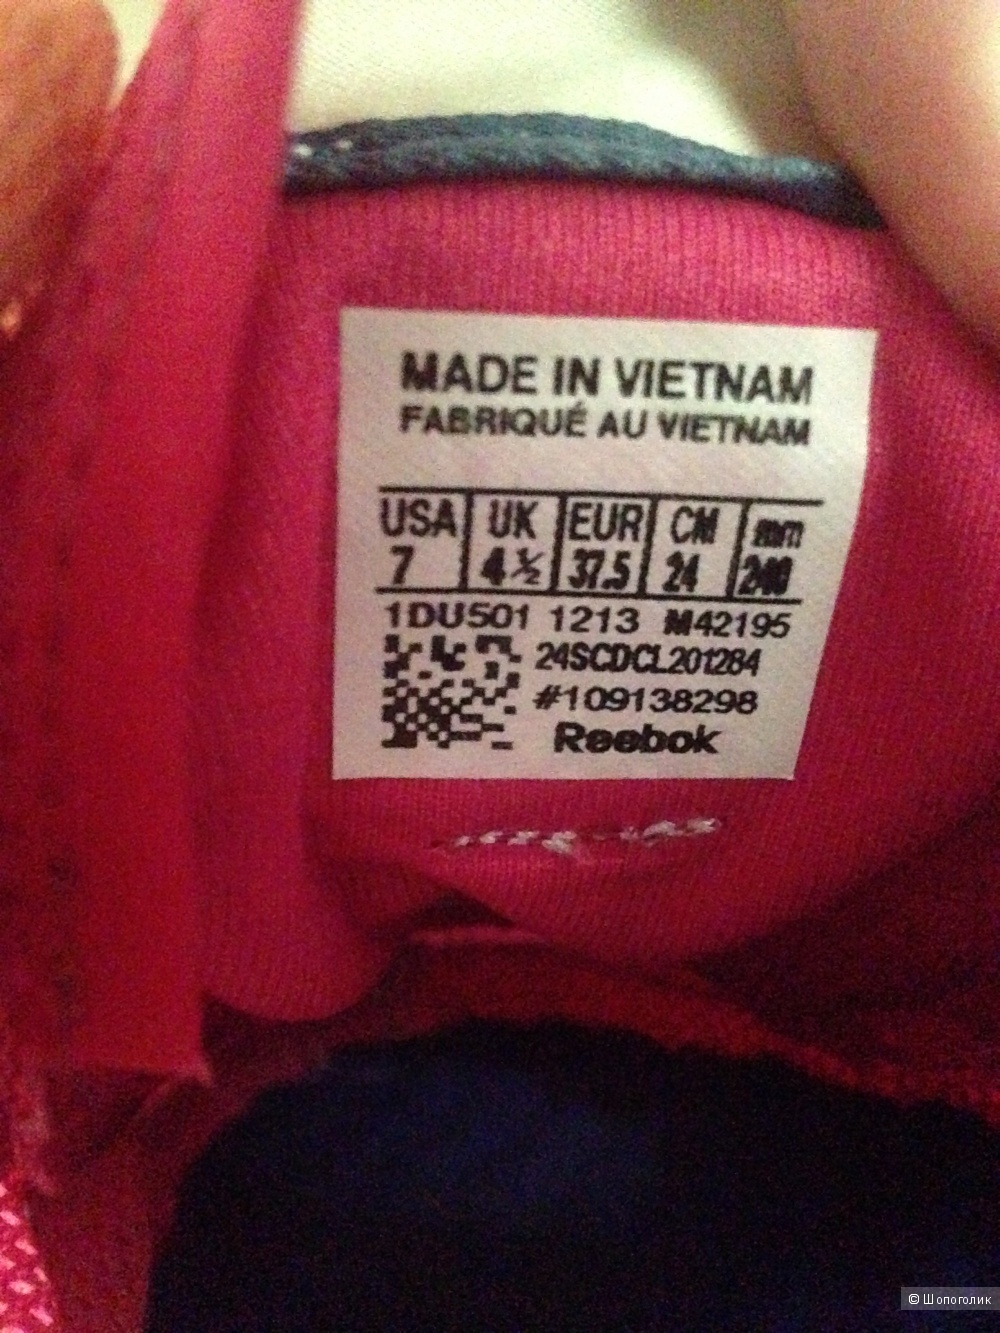 MADE IN VIETNAM
FABRIQUÉ AU VIETNAM
USA UK EUR CM mm
7 4½ 37.5 24 240
1DU501 1213 M42195
24SCDCL201284
#109138298
Reebok
© Шопоголик